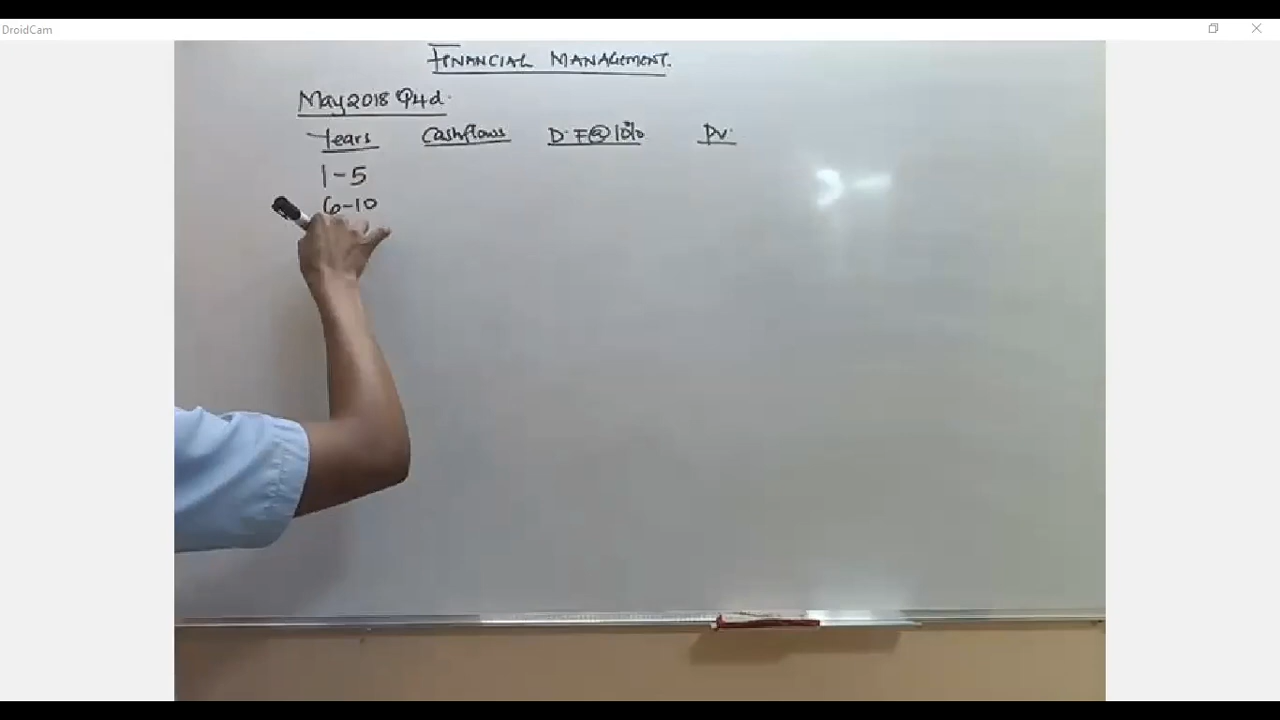 DroidCam
FINANCIAL MANAGEMENT.
May 2018 Q4d.
Years Cashflows D.F@10% PV.
1-5
6-10